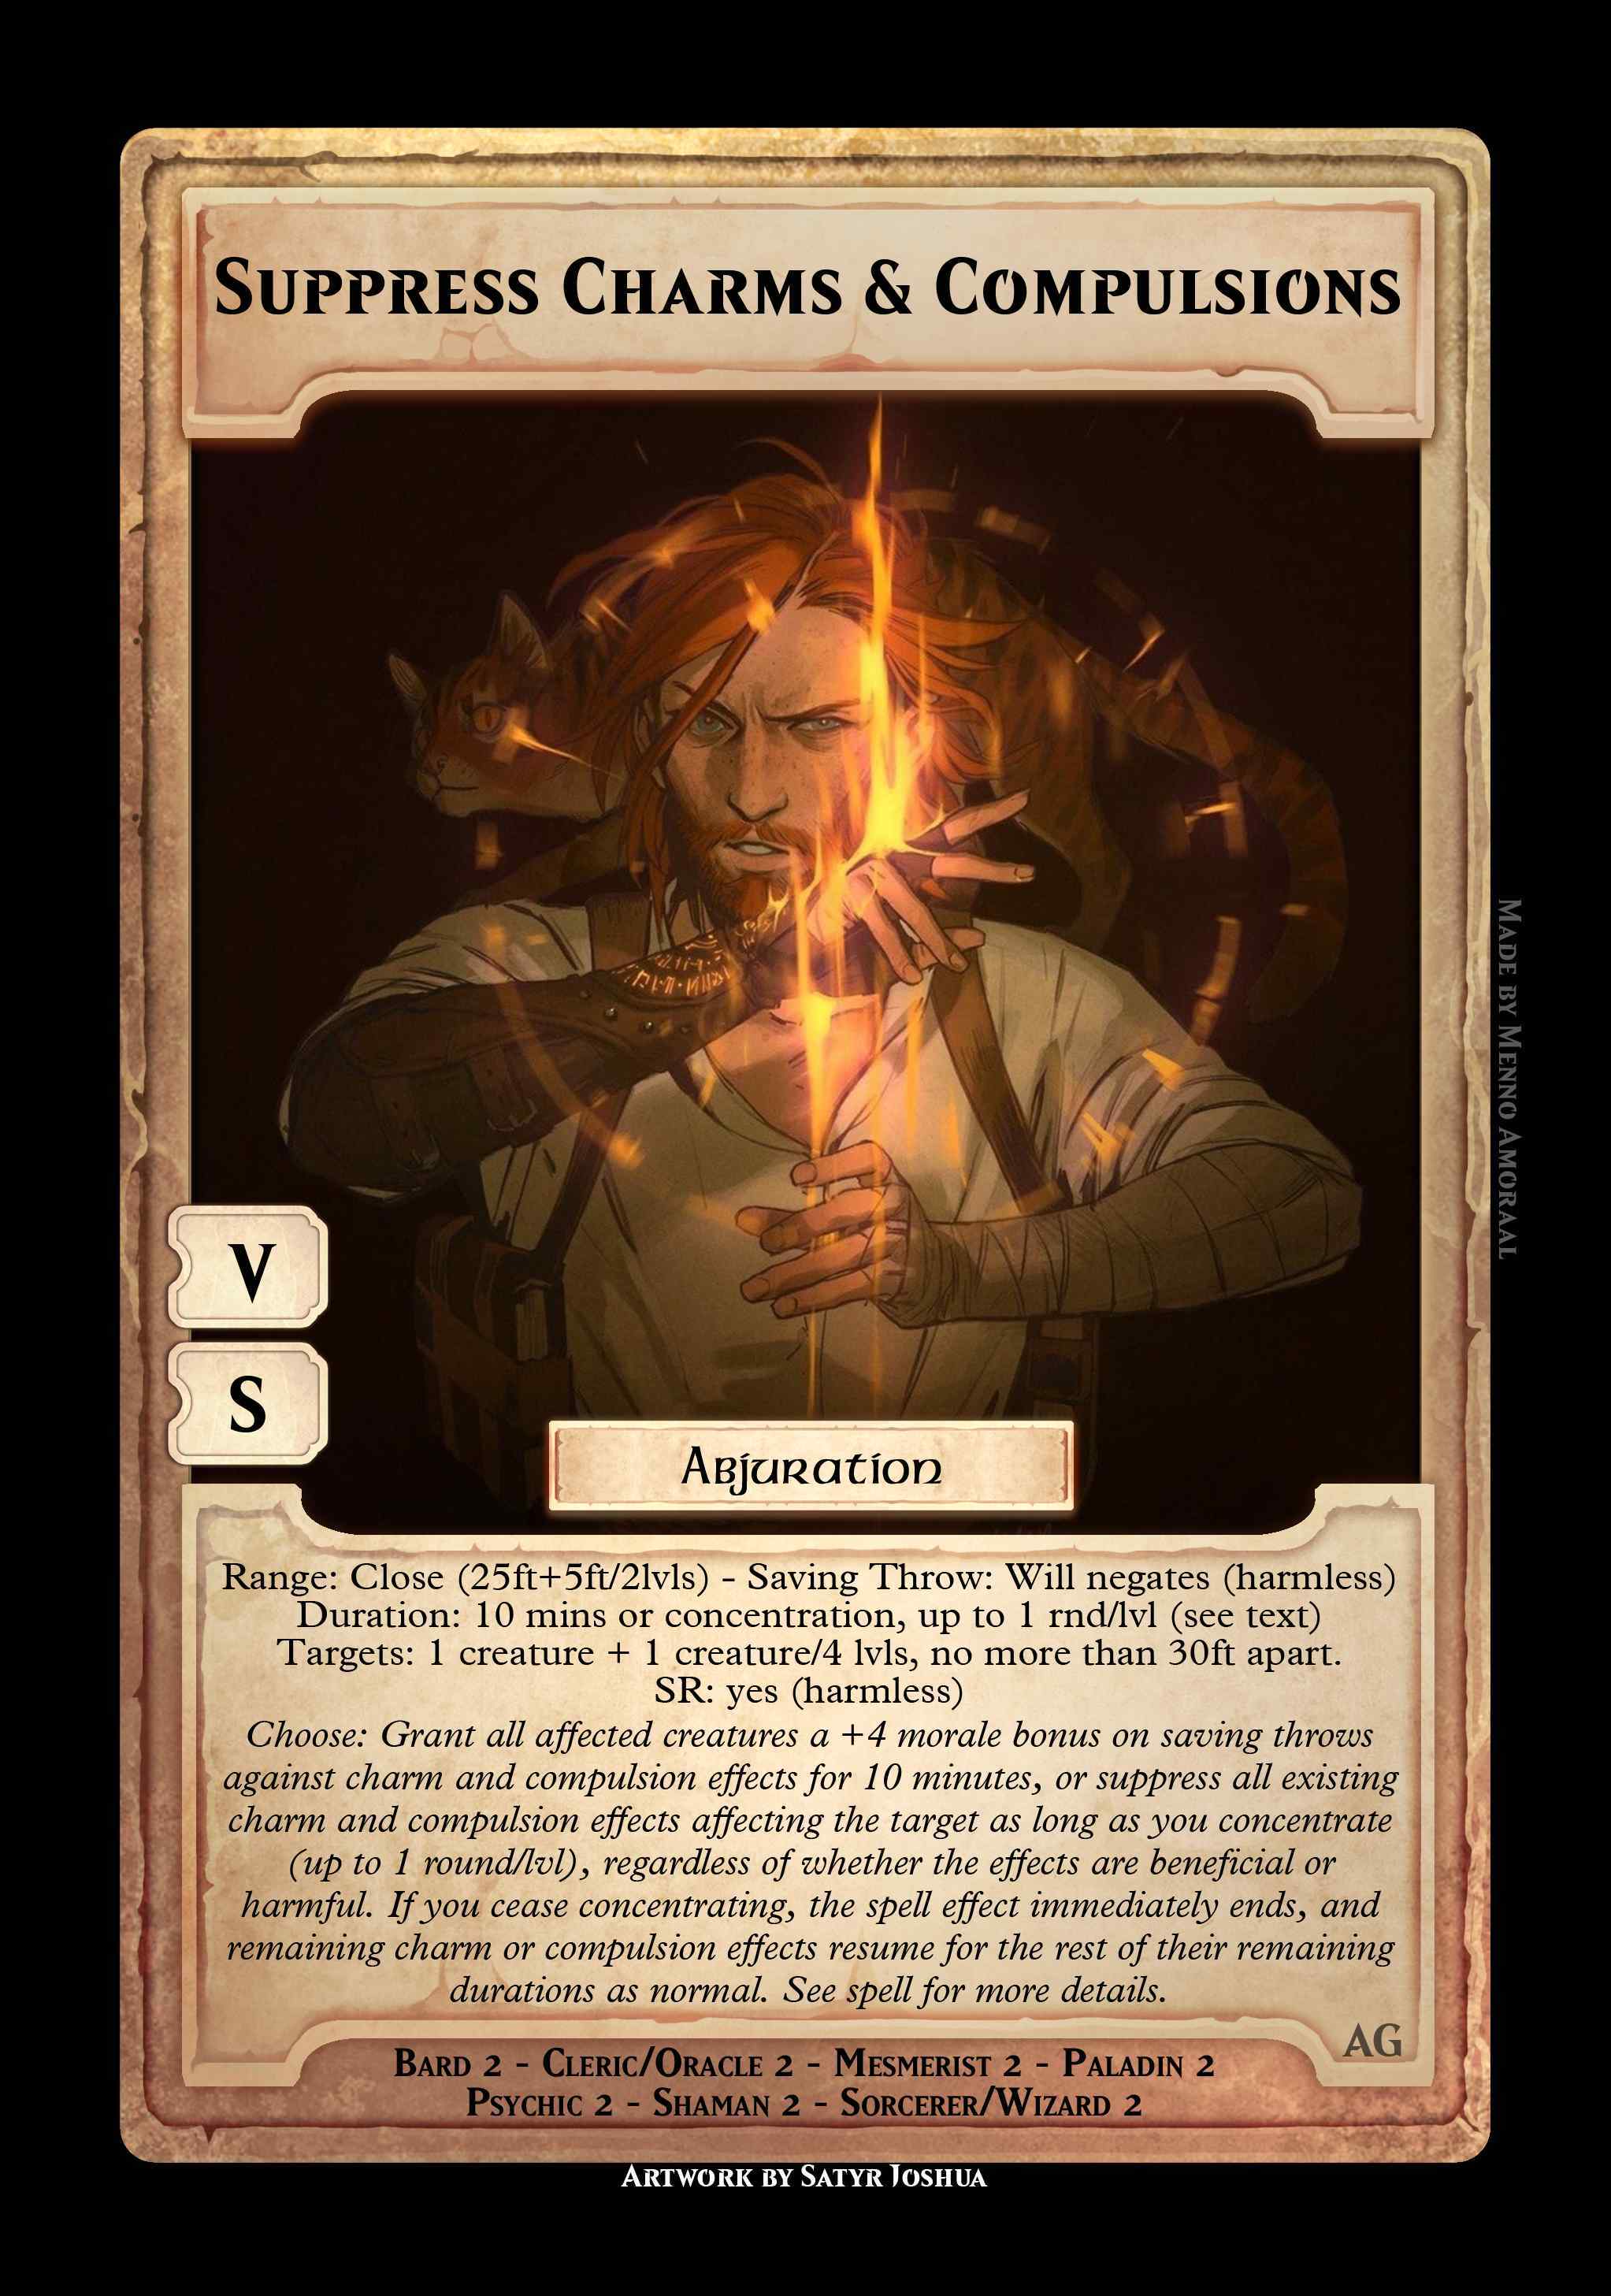 Suppress Charms & Compulsions
V
S
Abjuration
Range: Close (25ft+5ft/2lvls) - Saving Throw: Will negates (harmless)
Duration: 10 mins or concentration, up to 1 rnd/lvl (see text)
Targets: 1 creature + 1 creature/4 lvls, no more than 30ft apart.
SR: yes (harmless)
Choose: Grant all affected creatures a +4 morale bonus on saving throws
against charm and compulsion effects for 10 minutes, or suppress all existing
charm and compulsion effects affecting the target as long as you concentrate
(up to 1 round/lvl), regardless of whether the effects are beneficial or
harmful. If you cease concentrating, the spell effect immediately ends, and
remaining charm or compulsion effects resume for the rest of their remaining
durations as normal. See spell for more details.
AG
Bard 2 - Cleric/Oracle 2 - Mesmerist 2 - Paladin 2
Psychic 2 - Shaman 2 - Sorcerer/Wizard 2
Artwork by Satyr Joshua
Made by Menno Amoraal